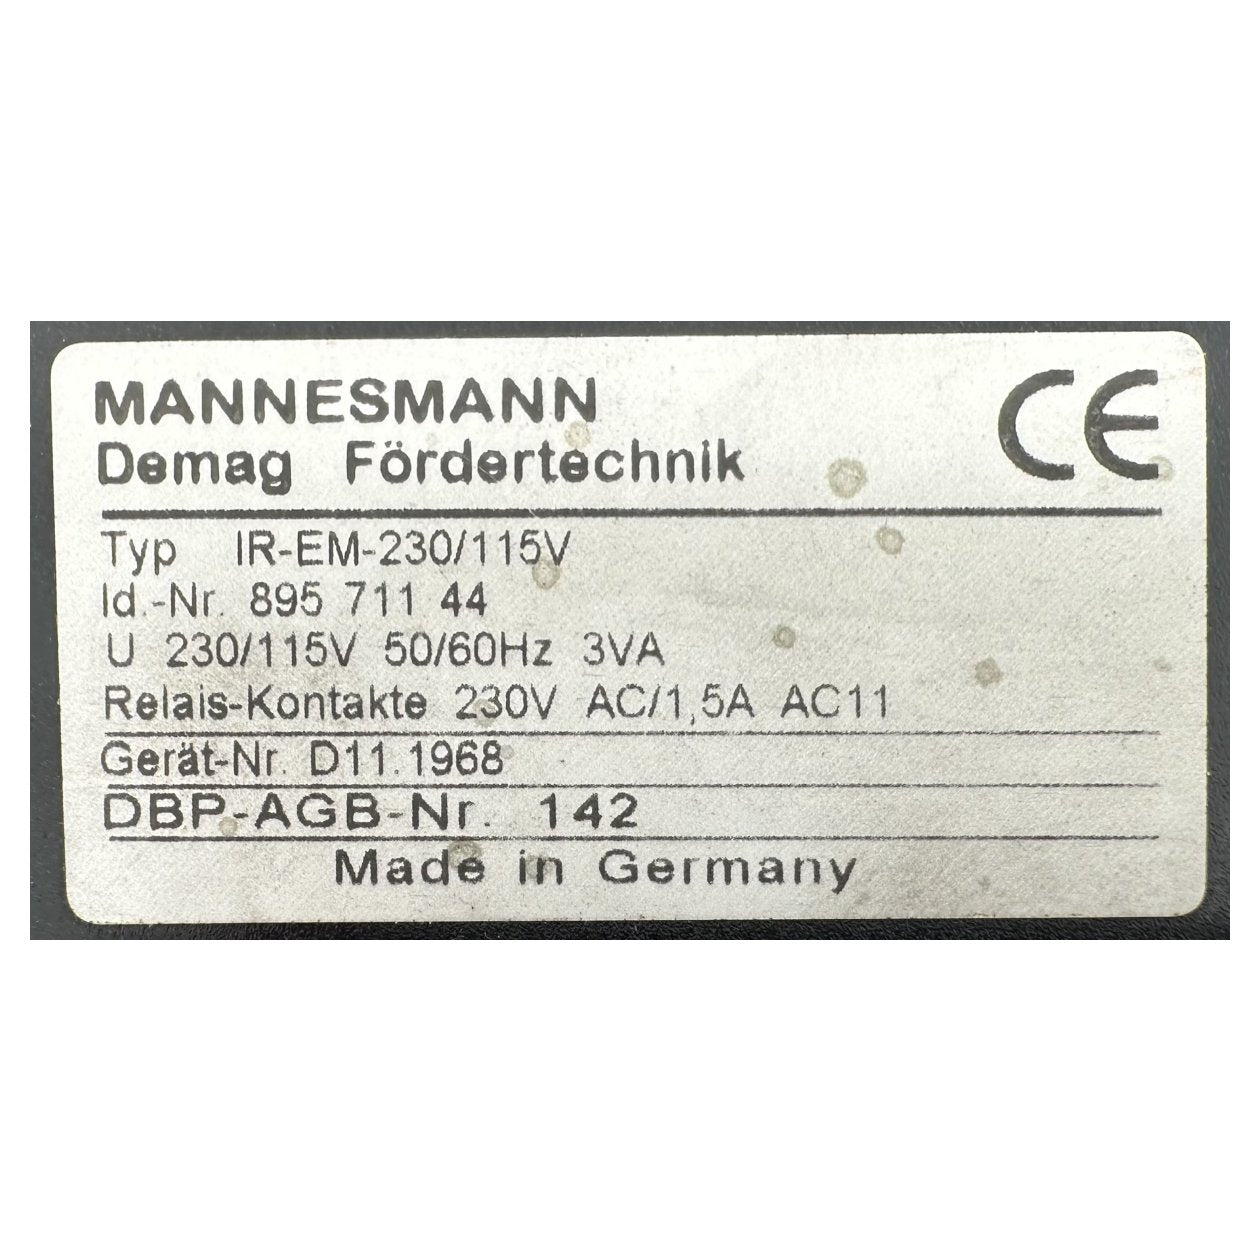 MANNESMANN
Demag Fördertechnik
CE
Typ IR-EM-230/115V
Id.-Nr. 895 711 44
U 230/115V 50/60Hz 3VA
Relais-Kontakte 230V AC/1,5A AC11
Gerät-Nr. D11.1968
DBP-AGB-Nr. 142
Made in Germany